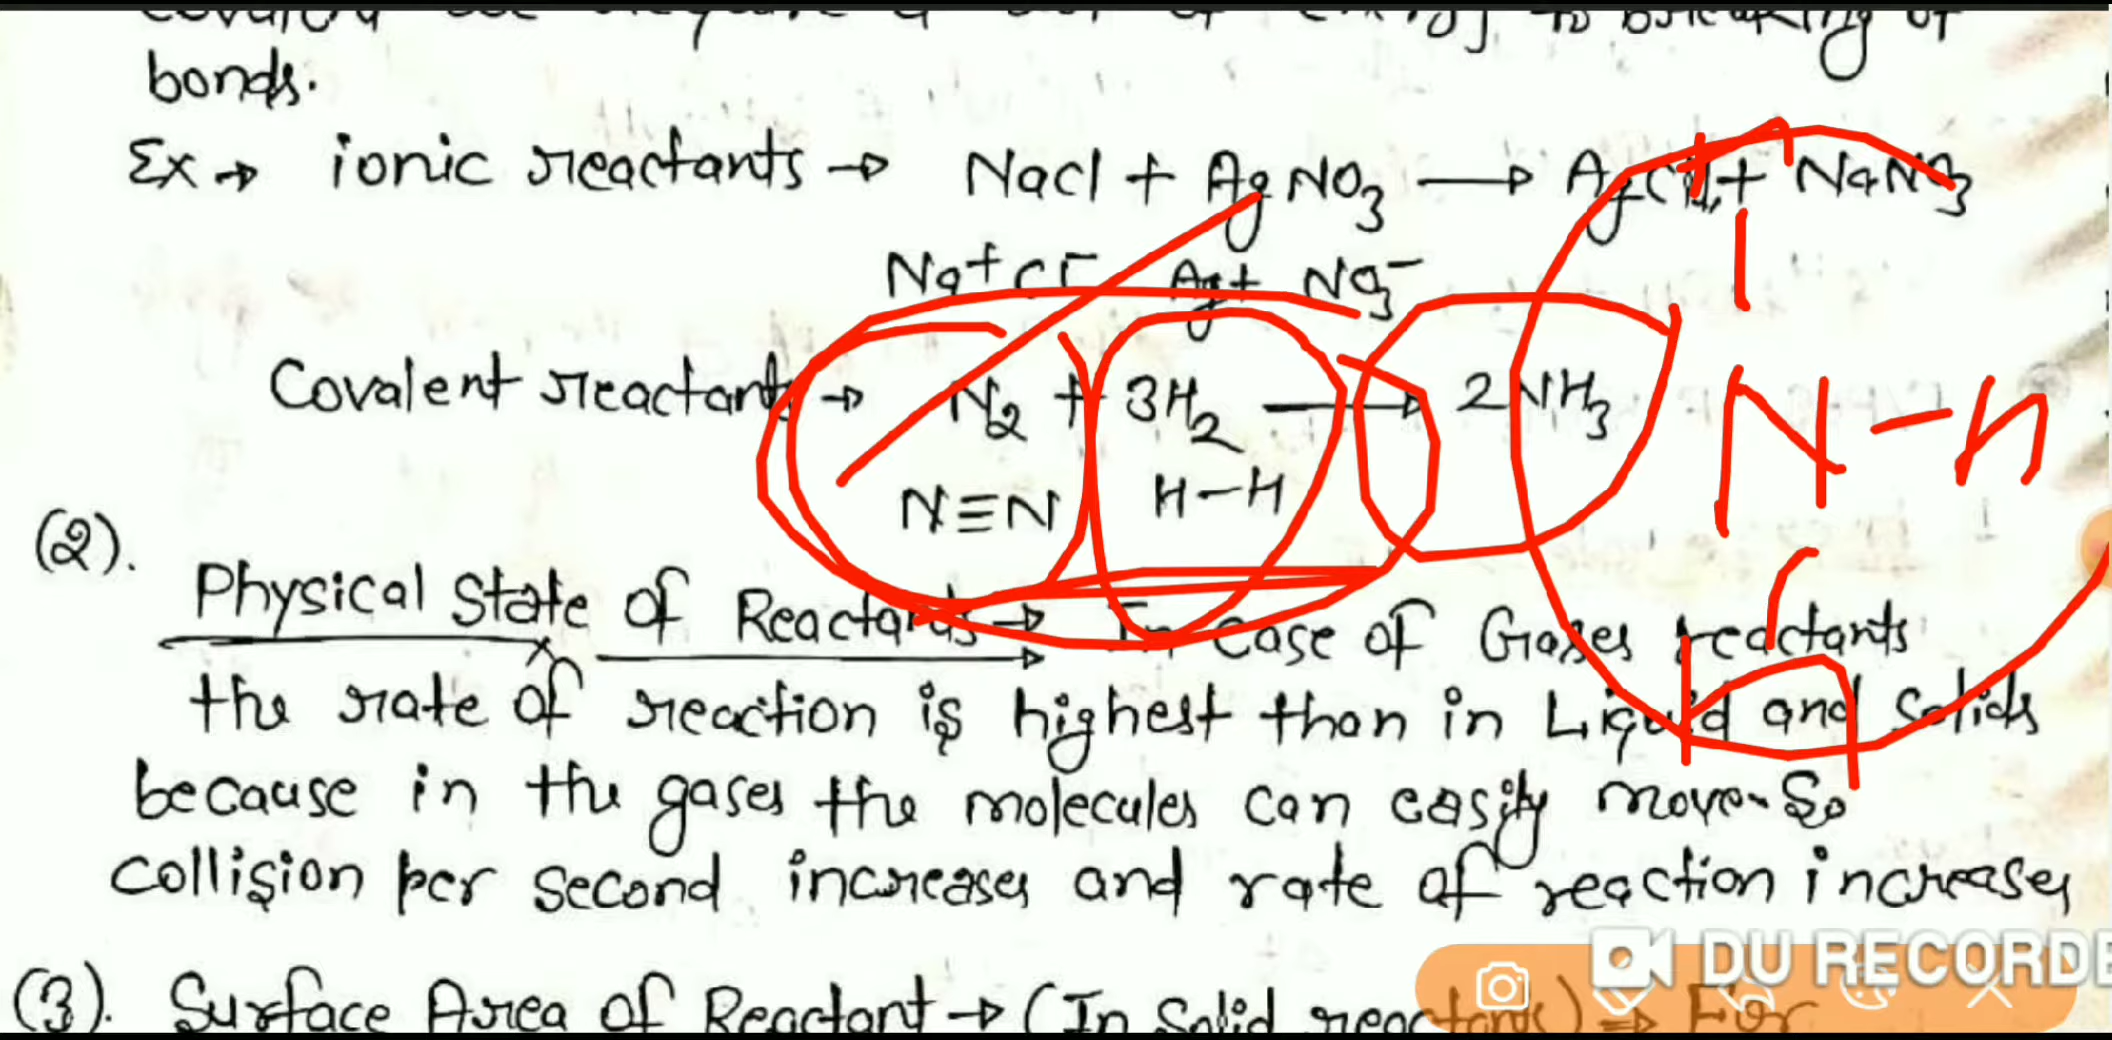 bonds.
Ex → ionic reactants → NaCl + AgNO3 → AgCl + NaNO3
Na+ Cl- Ag+ NO3-
Covalent reactants → N2 + 3H2 → 2NH3
N≡N H-H
N-H
(2).
Physical State of Reactants → In case of Gases reactants
the rate of reaction is highest than in Liquid and Solids
because in the gases the molecules can easily move. So
collision per second increases and rate of reaction increases
DU RECORDE
(3). Surface Area of Reactant → (In Solid reactants) ⇒ For